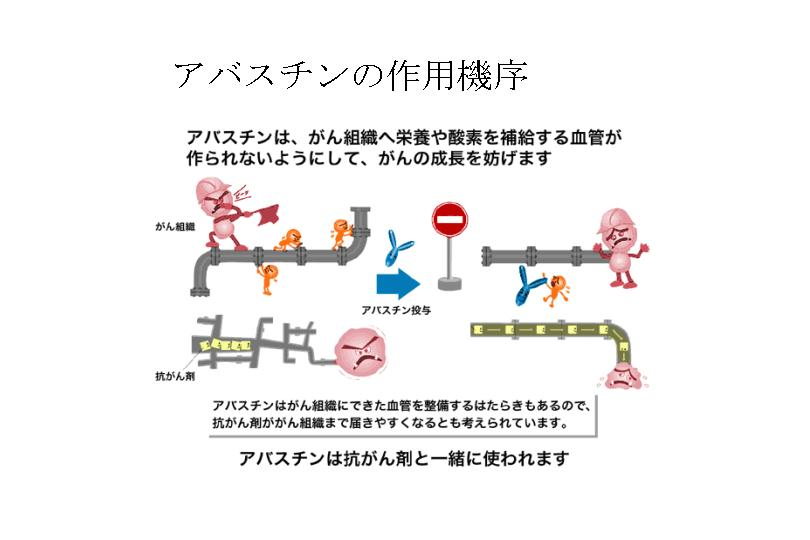 アバスチンの作用機序
アバスチンは、がん組織へ栄養や酸素を補給する血管が
作られないようにして、がんの成長を妨げます
がん組織
アバスチン投与
抗がん剤
アバスチンはがん組織にできた血管を整備するはたらきもあるので、
抗がん剤ががん組織まで届きやすくなるとも考えられています。
アバスチンは抗がん剤と一緒に使われます